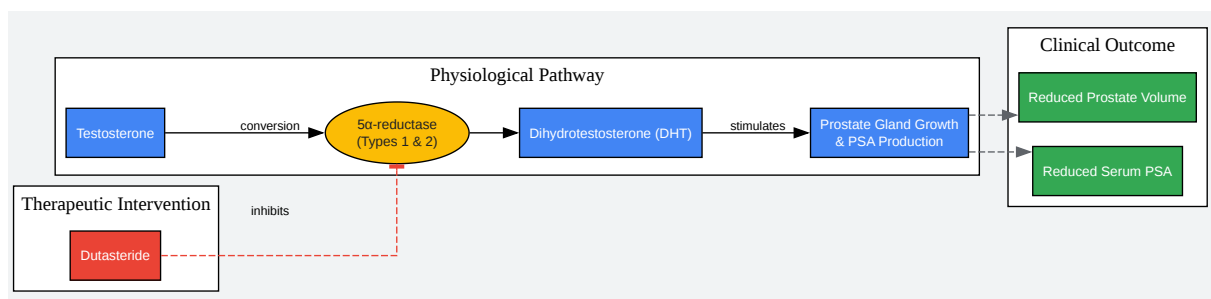 Clinical Outcome
Physiological Pathway
Reduced Prostate Volume
Testosterone
conversion
5α-reductase
(Types 1 & 2)
Dihydrotestosterone (DHT)
stimulates
Prostate Gland Growth
& PSA Production
Reduced Serum PSA
Therapeutic Intervention
inhibits
Dutasteride